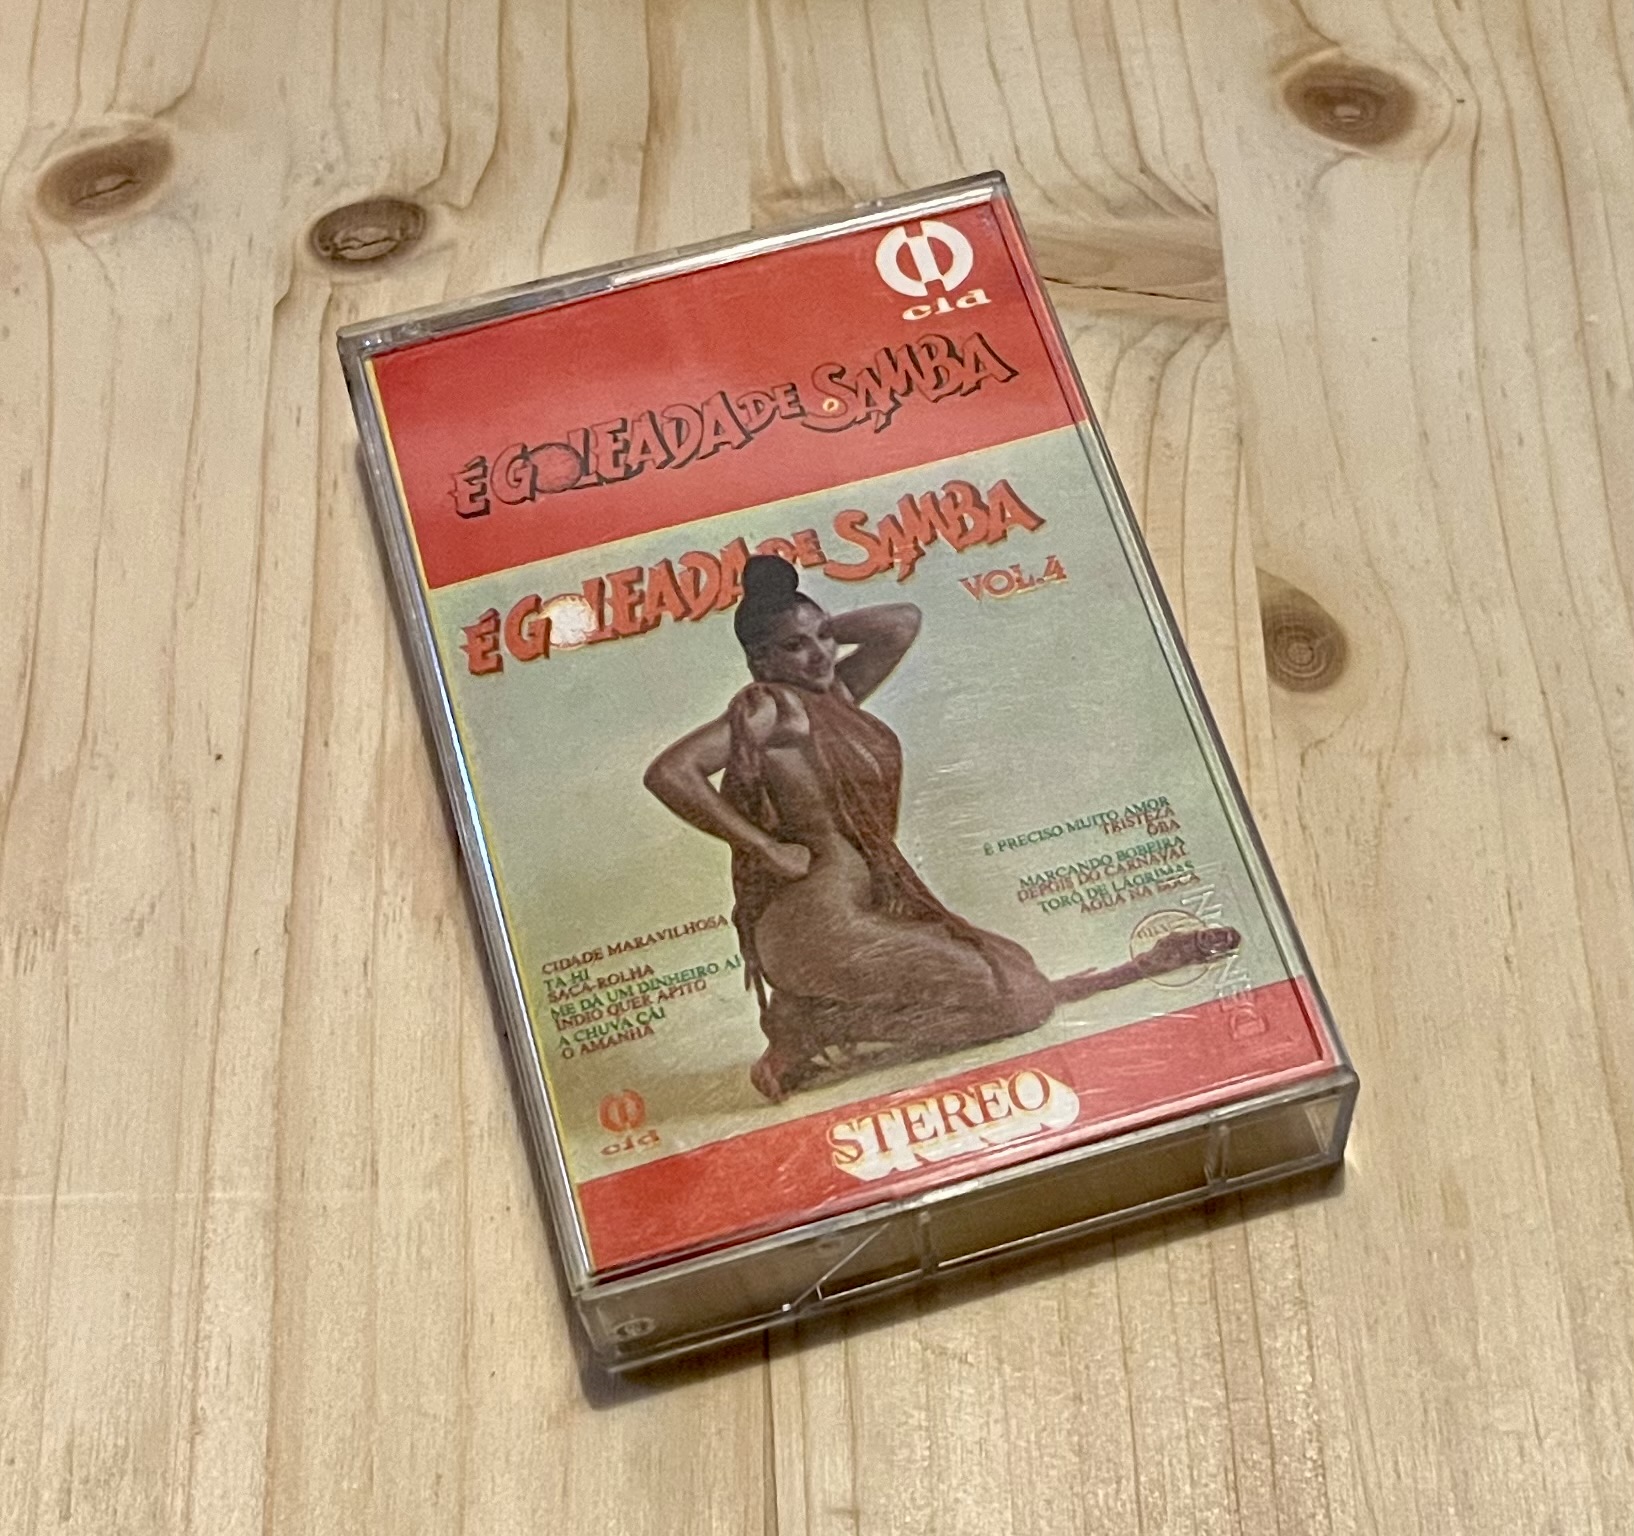 cid
É GOLEADA DE SAMBA
É GOLEADA DE SAMBA
VOL.4
É PRECISO MUITO AMOR
TRISTEZA
OBA
MARCANDO BOBEIRA
DEPOIS DO CARNAVAL
TORÓ DE LÁGRIMAS
ÁGUA NA BOCA
CIDADE MARAVILHOSA
TA HI
SACA-ROLHA
ME DÁ UM DINHEIRO AÍ
ÍNDIO QUER APITO
A CHUVA CAI
O AMANHÃ
cid
STEREO